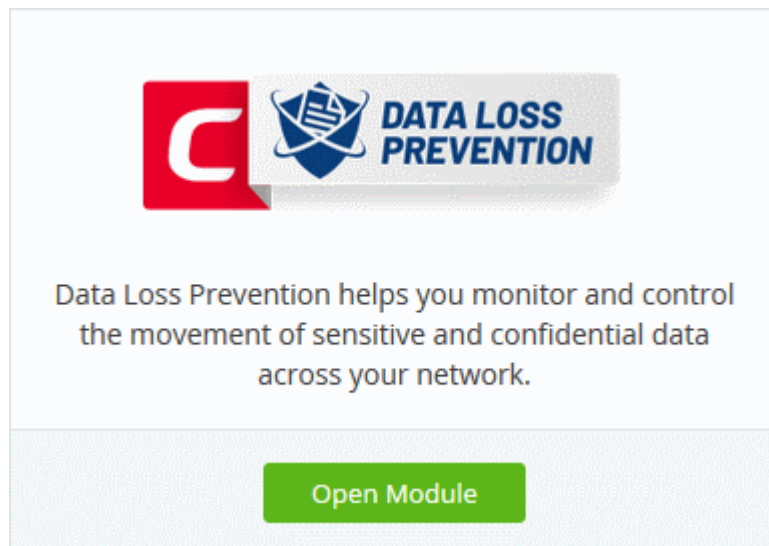 C
DATA LOSS
PREVENTION
Data Loss Prevention helps you monitor and control
the movement of sensitive and confidential data
across your network.
Open Module